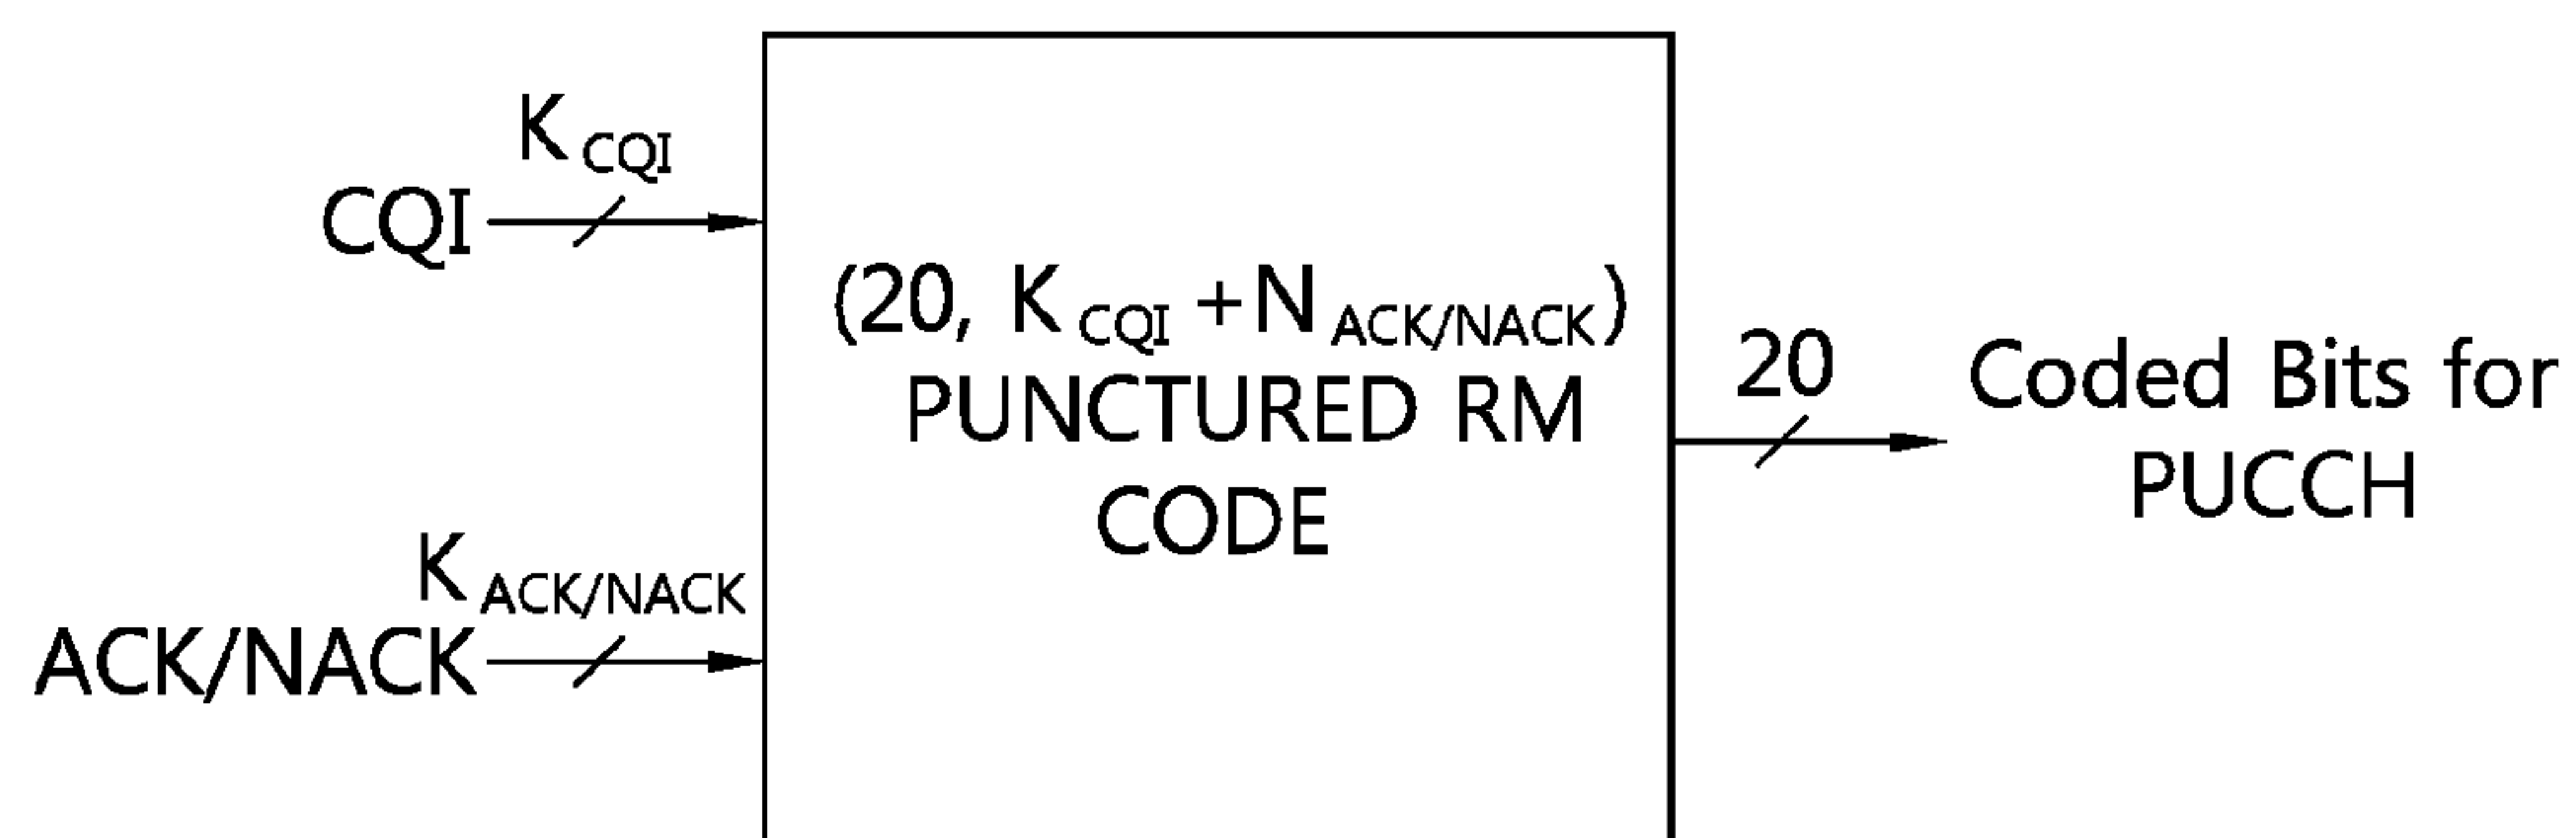 K CQI
CQI
(20, K CQI +N ACK/NACK)
PUNCTURED RM
CODE
20
Coded Bits for
PUCCH
K ACK/NACK
ACK/NACK